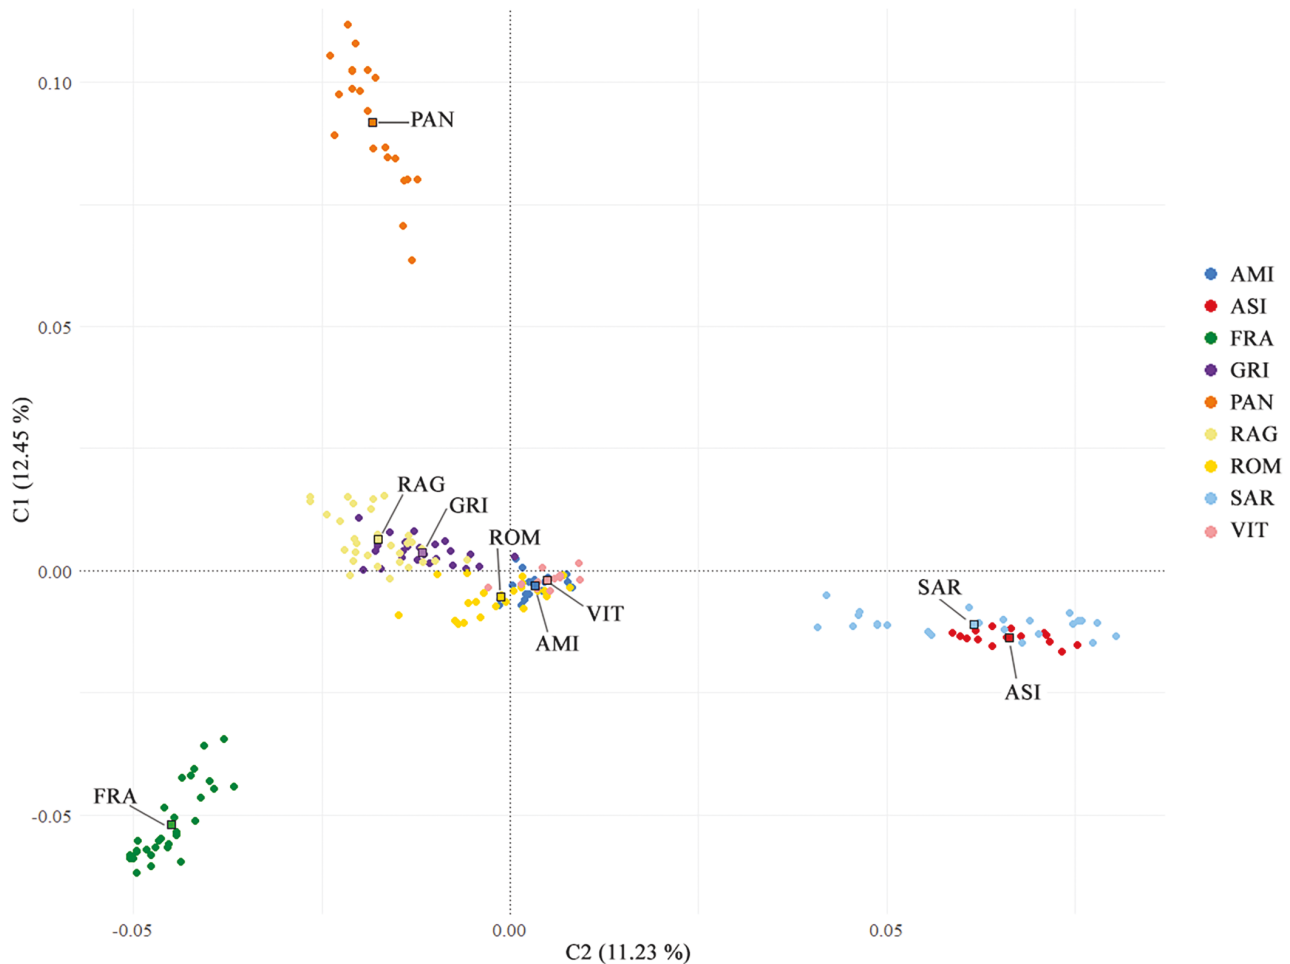 0.10
0.05
0.00
-0.05
C1 (12.45 %)
PAN
RAG
GRI
ROM
VIT
AMI
SAR
ASI
FRA
-0.05
0.00
0.05
C2 (11.23 %)
AMI
ASI
FRA
GRI
PAN
RAG
ROM
SAR
VIT